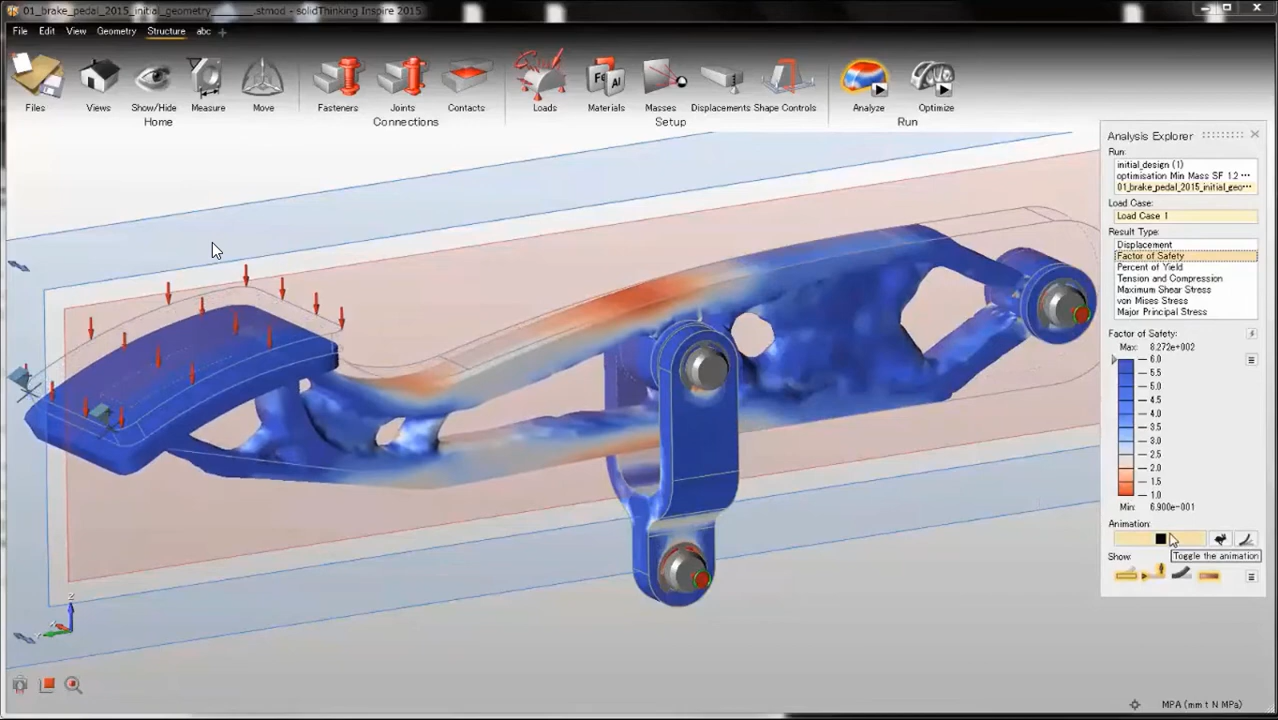 01_brake_pedal_2015_initial_geometry_______.stmod - solidThinking Inspire 2015
File Edit View Geometry Structure abc
Files Views Show/Hide Measure Move Fasteners Joints Contacts Loads Materials Masses Displacements Shape Controls Analyze Optimize
Home Connections Setup Run
Analysis Explorer
Run:
initial_design (1)
optimisation Min Mass SF 1.2 ···
01_brake_pedal_2015_initial_geo···
Load Case:
Load Case 1
Result Type:
Displacement
Factor of Safety
Percent of Yield
Tension and Compression
Maximum Shear Stress
von Mises Stress
Major Principal Stress
Factor of Safety:
Max: 8.272e+002
6.0
5.5
5.0
4.5
4.0
3.5
3.0
2.5
2.0
1.5
1.0
Min: 6.900e-001
Animation:
Toggle the animation
Show:
Z
X
Y
MPA (mm t N MPa)